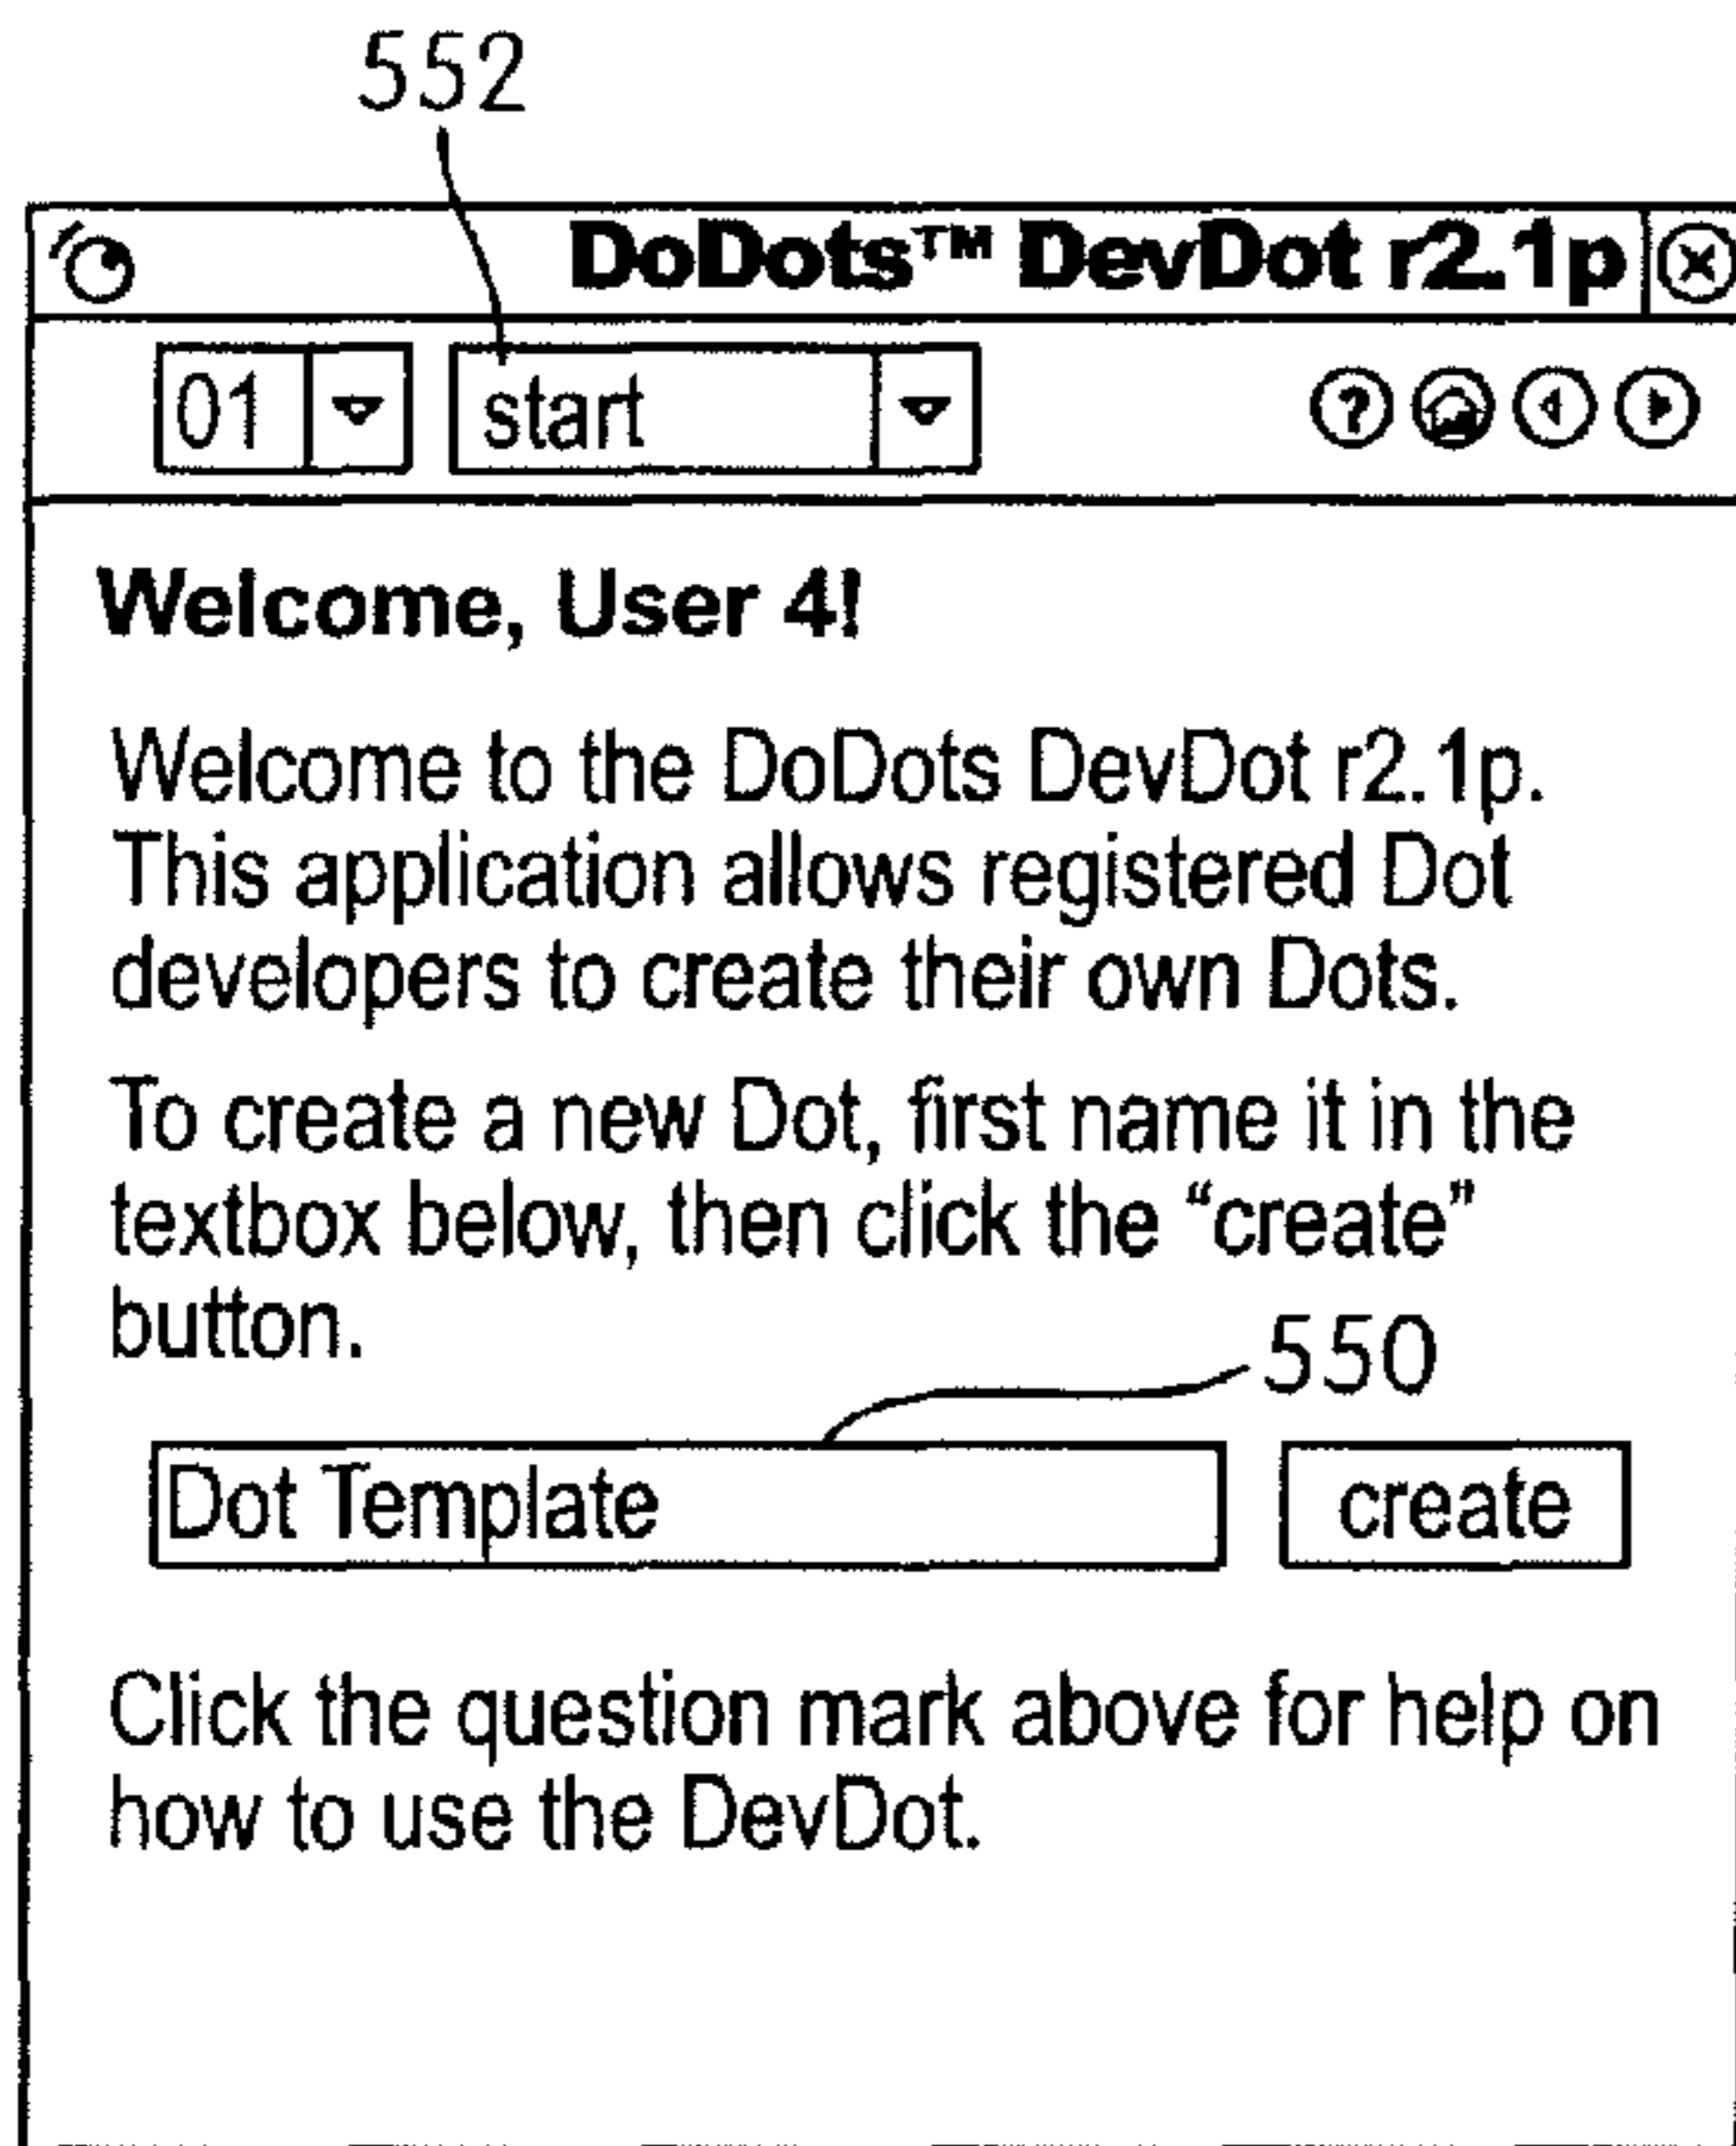 552
DoDots™ DevDot r2.1p
01 start ?
Welcome, User 4!
Welcome to the DoDots DevDot r2.1p.
This application allows registered Dot
developers to create their own Dots.
To create a new Dot, first name it in the
textbox below, then click the “create”
button.
550
Dot Template create
Click the question mark above for help on
how to use the DevDot.